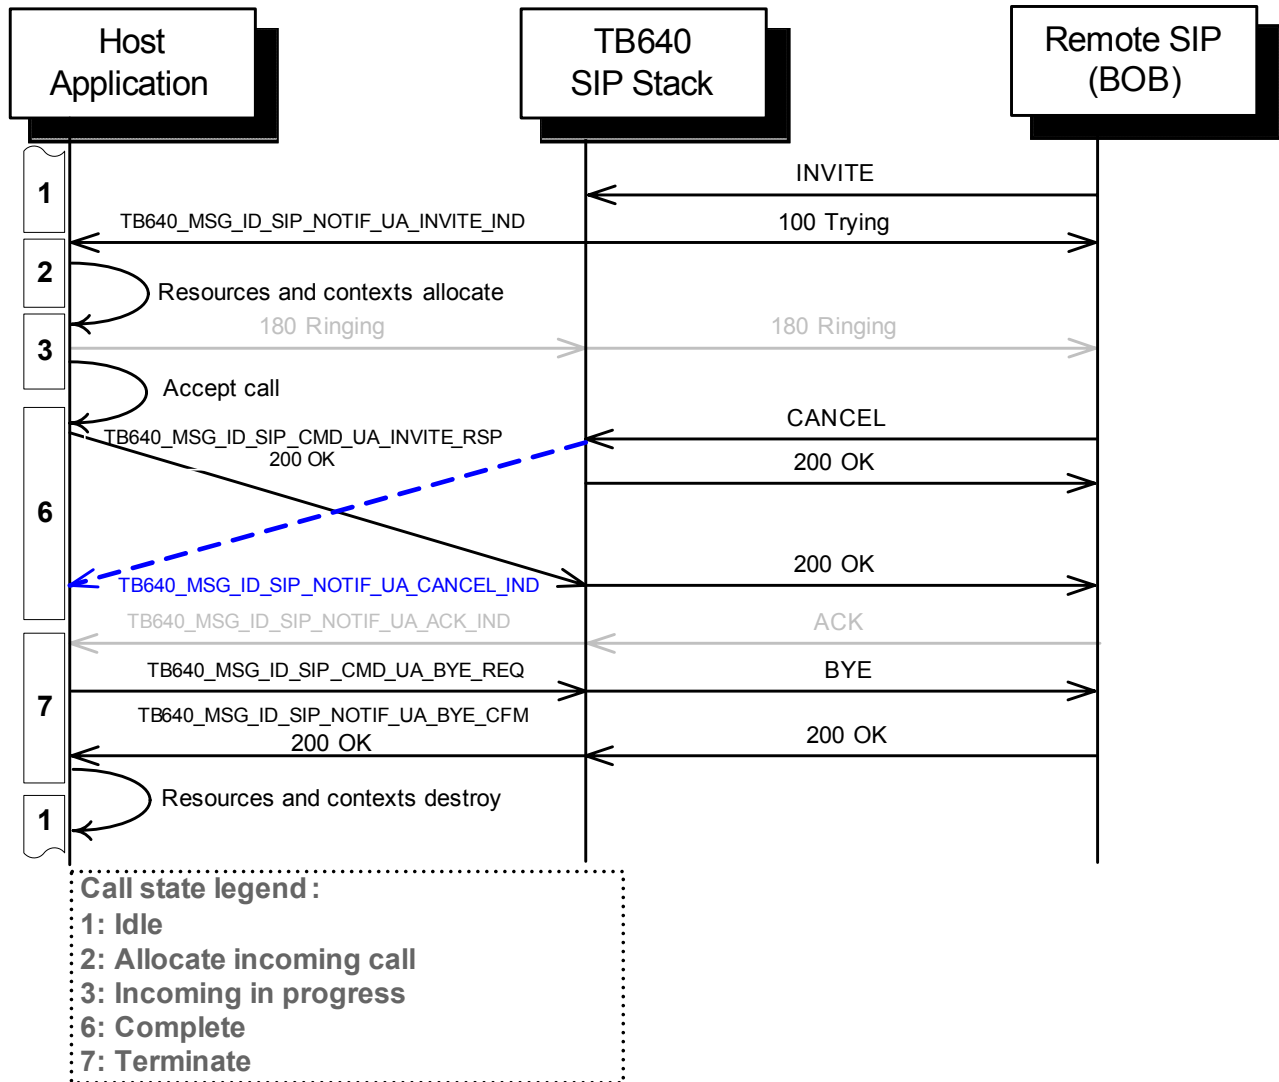 Host
Application
TB640
SIP Stack
Remote SIP
(BOB)
1
INVITE
TB640_MSG_ID_SIP_NOTIF_UA_INVITE_IND
100 Trying
2
Resources and contexts allocate
180 Ringing
180 Ringing
3
Accept call
CANCEL
TB640_MSG_ID_SIP_CMD_UA_INVITE_RSP
200 OK
200 OK
6
200 OK
TB640_MSG_ID_SIP_NOTIF_UA_CANCEL_IND
TB640_MSG_ID_SIP_NOTIF_UA_ACK_IND
ACK
TB640_MSG_ID_SIP_CMD_UA_BYE_REQ
BYE
7
TB640_MSG_ID_SIP_NOTIF_UA_BYE_CFM
200 OK
200 OK
Resources and contexts destroy
1
Call state legend:
1: Idle
2: Allocate incoming call
3: Incoming in progress
6: Complete
7: Terminate